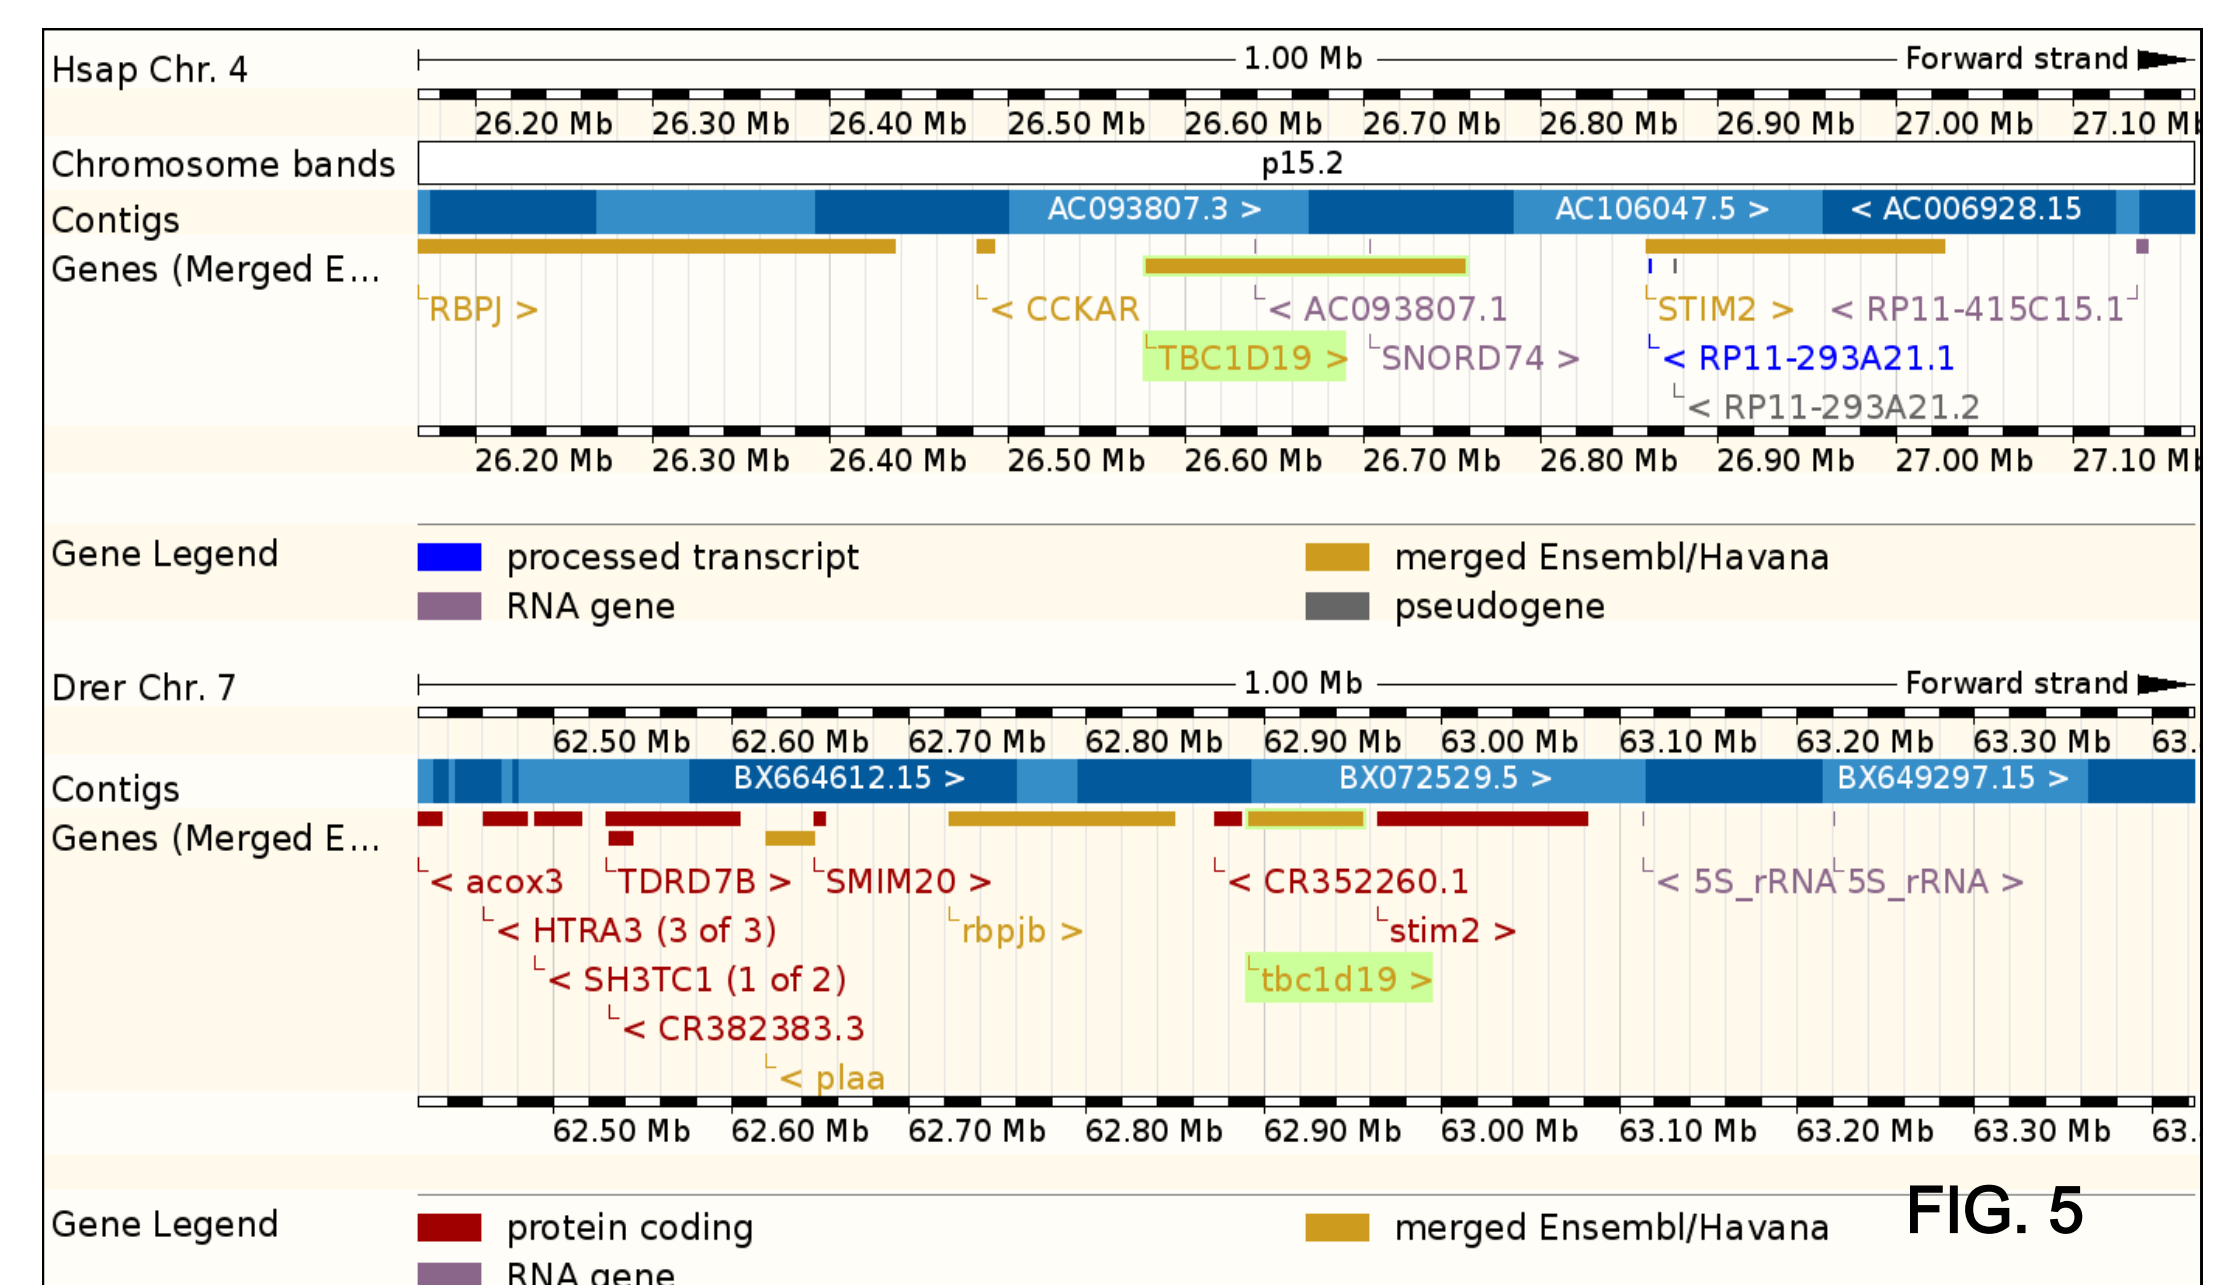 Hsap Chr. 4
1.00 Mb
Forward strand
26.20 Mb 26.30 Mb 26.40 Mb 26.50 Mb 26.60 Mb 26.70 Mb 26.80 Mb 26.90 Mb 27.00 Mb 27.10 Mb
Chromosome bands
p15.2
Contigs
AC093807.3 > AC106047.5 > < AC006928.15
Genes (Merged E...
RBPJ > < CCKAR < AC093807.1 STIM2 > < RP11-415C15.1
TBC1D19 > SNORD74 > < RP11-293A21.1
< RP11-293A21.2
26.20 Mb 26.30 Mb 26.40 Mb 26.50 Mb 26.60 Mb 26.70 Mb 26.80 Mb 26.90 Mb 27.00 Mb 27.10 Mb
Gene Legend
processed transcript merged Ensembl/Havana
RNA gene pseudogene
Drer Chr. 7
1.00 Mb
Forward strand
62.50 Mb 62.60 Mb 62.70 Mb 62.80 Mb 62.90 Mb 63.00 Mb 63.10 Mb 63.20 Mb 63.30 Mb 63.
Contigs
BX664612.15 > BX072529.5 > BX649297.15 >
Genes (Merged E...
< acox3 TDRD7B > SMIM20 > < CR352260.1 < 5S_rRNA 5S_rRNA >
< HTRA3 (3 of 3) rbpjb > stim2 >
< SH3TC1 (1 of 2) tbc1d19 >
< CR382383.3
< plaa
62.50 Mb 62.60 Mb 62.70 Mb 62.80 Mb 62.90 Mb 63.00 Mb 63.10 Mb 63.20 Mb 63.30 Mb 63.
FIG. 5
Gene Legend
protein coding merged Ensembl/Havana
RNA gene